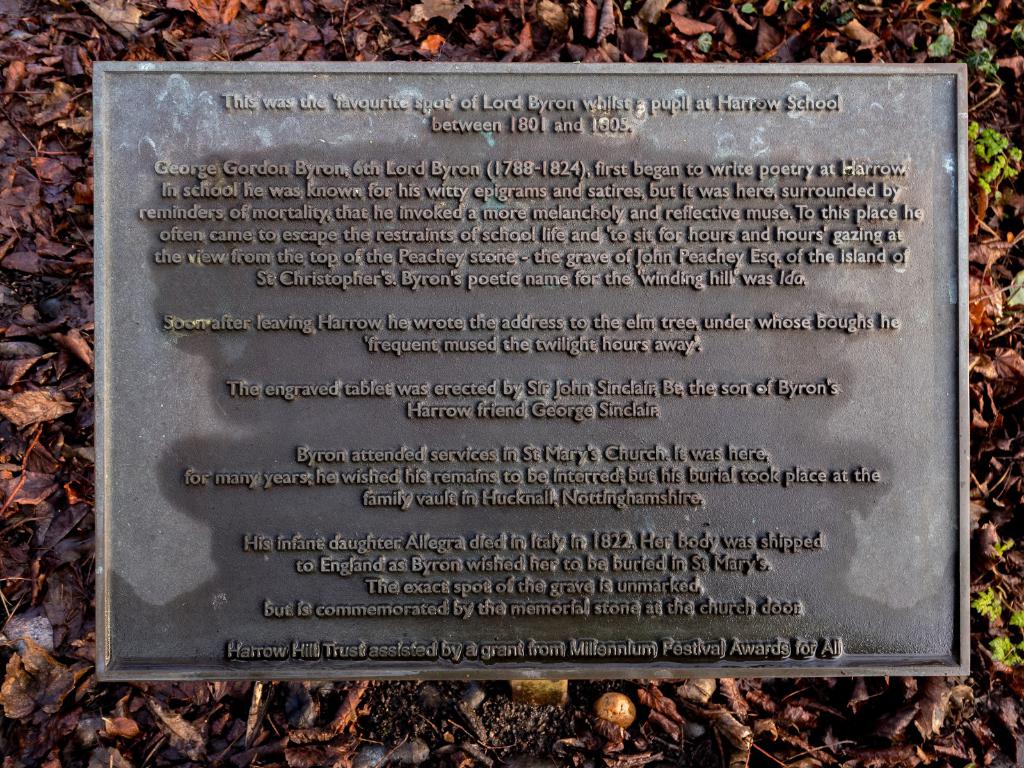 This was the 'favourite spot' of Lord Byron whilst a pupil at Harrow School
between 1801 and 1805.
George Gordon Byron, 6th Lord Byron (1788-1824), first began to write poetry at Harrow.
In school he was known for his witty epigrams and satires, but it was here, surrounded by
reminders of mortality, that he invoked a more melancholy and reflective muse. To this place he
often came to escape the restraints of school life and 'to sit for hours and hours' gazing at
the view from the top of the Peachey stone - the grave of John Peachey Esq. of the island of
St Christopher's. Byron's poetic name for the 'winding hill' was Ida.
Soon after leaving Harrow he wrote the address to the elm tree, under whose boughs he
'frequent mused the twilight hours away'.
The engraved tablet was erected by Sir John Sinclair, Bt, the son of Byron's
Harrow friend George Sinclair.
Byron attended services in St Mary's Church. It was here,
for many years, he wished his remains to be interred; but his burial took place at the
family vault in Hucknall, Nottinghamshire.
His infant daughter Allegra died in Italy in 1822. Her body was shipped
to England as Byron wished her to be buried in St Mary's.
The exact spot of the grave is unmarked,
but is commemorated by the memorial stone at the church door.
Harrow Hill Trust assisted by a grant from Millennium Festival Awards for All